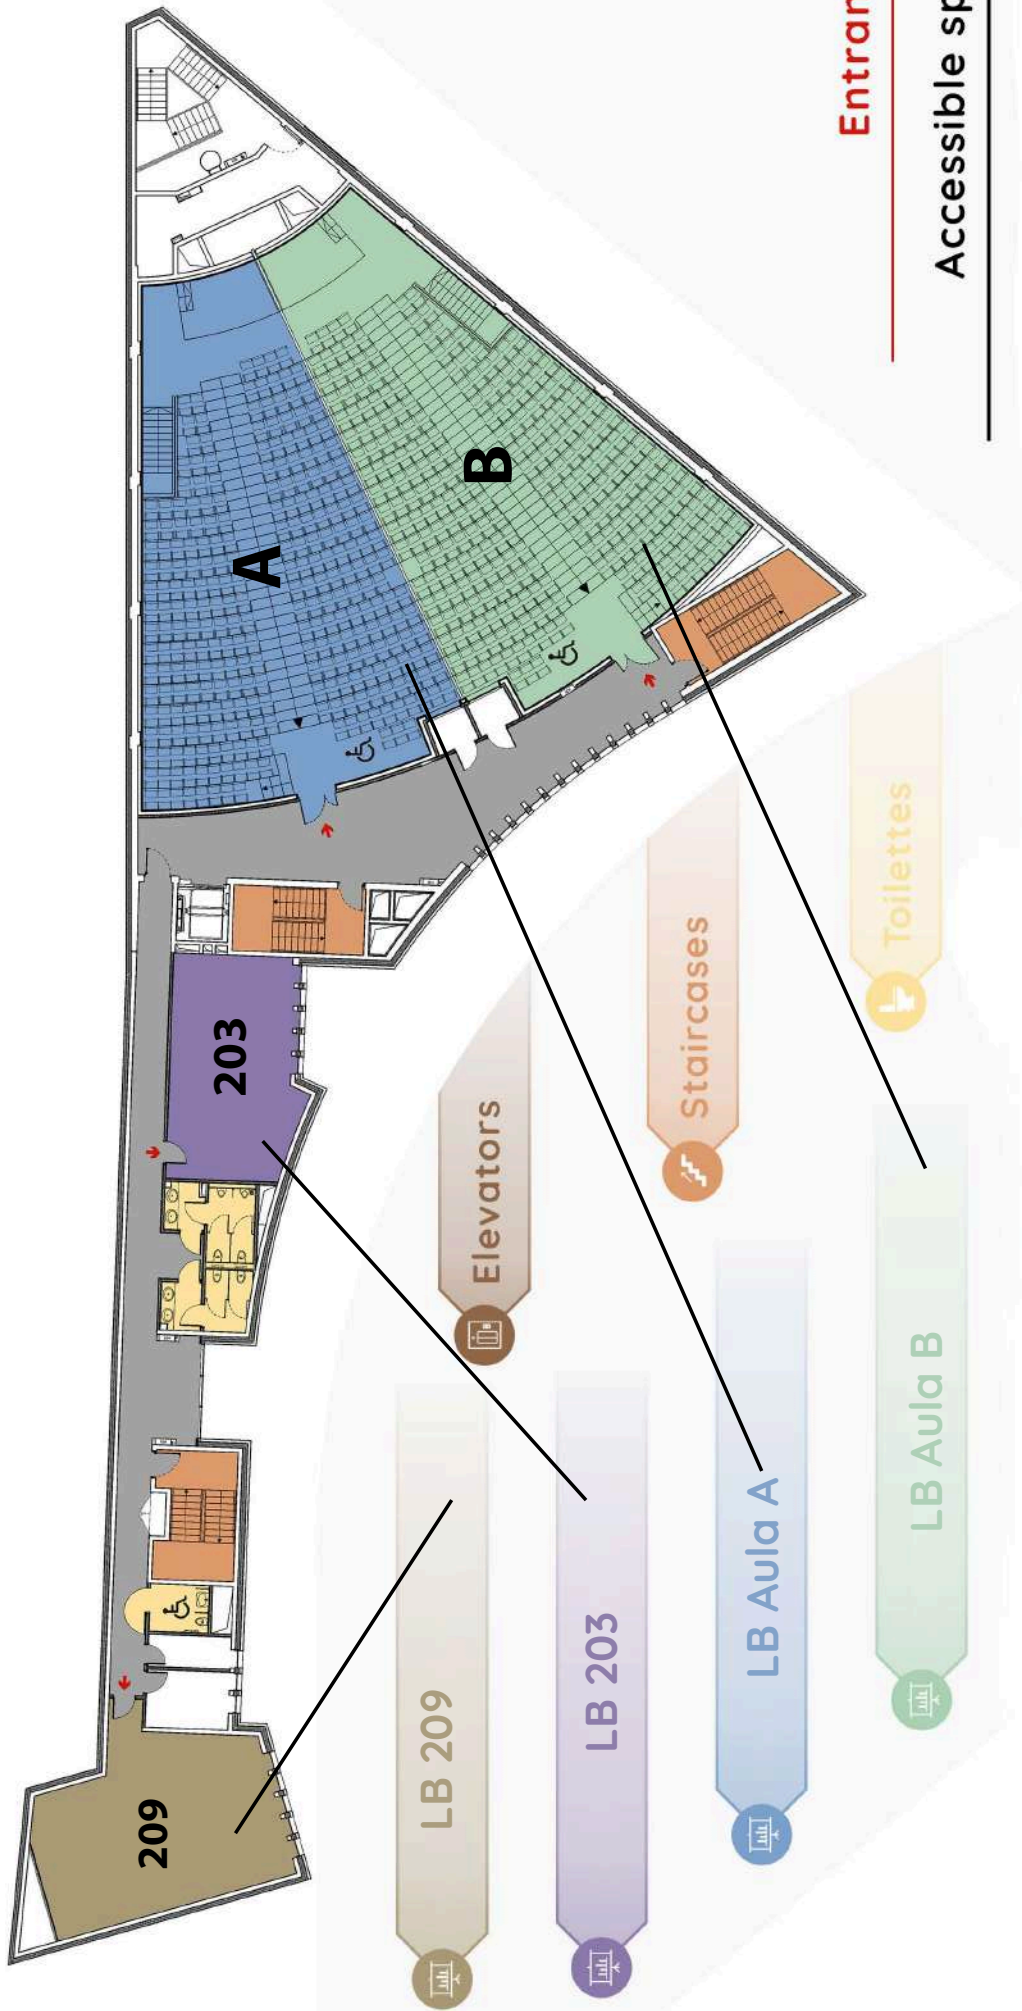 209
203
A
B
LB 209
LB 203
LB Aula A
LB Aula B
Elevators
Staircases
Toilettes
Entran
Accessible sp